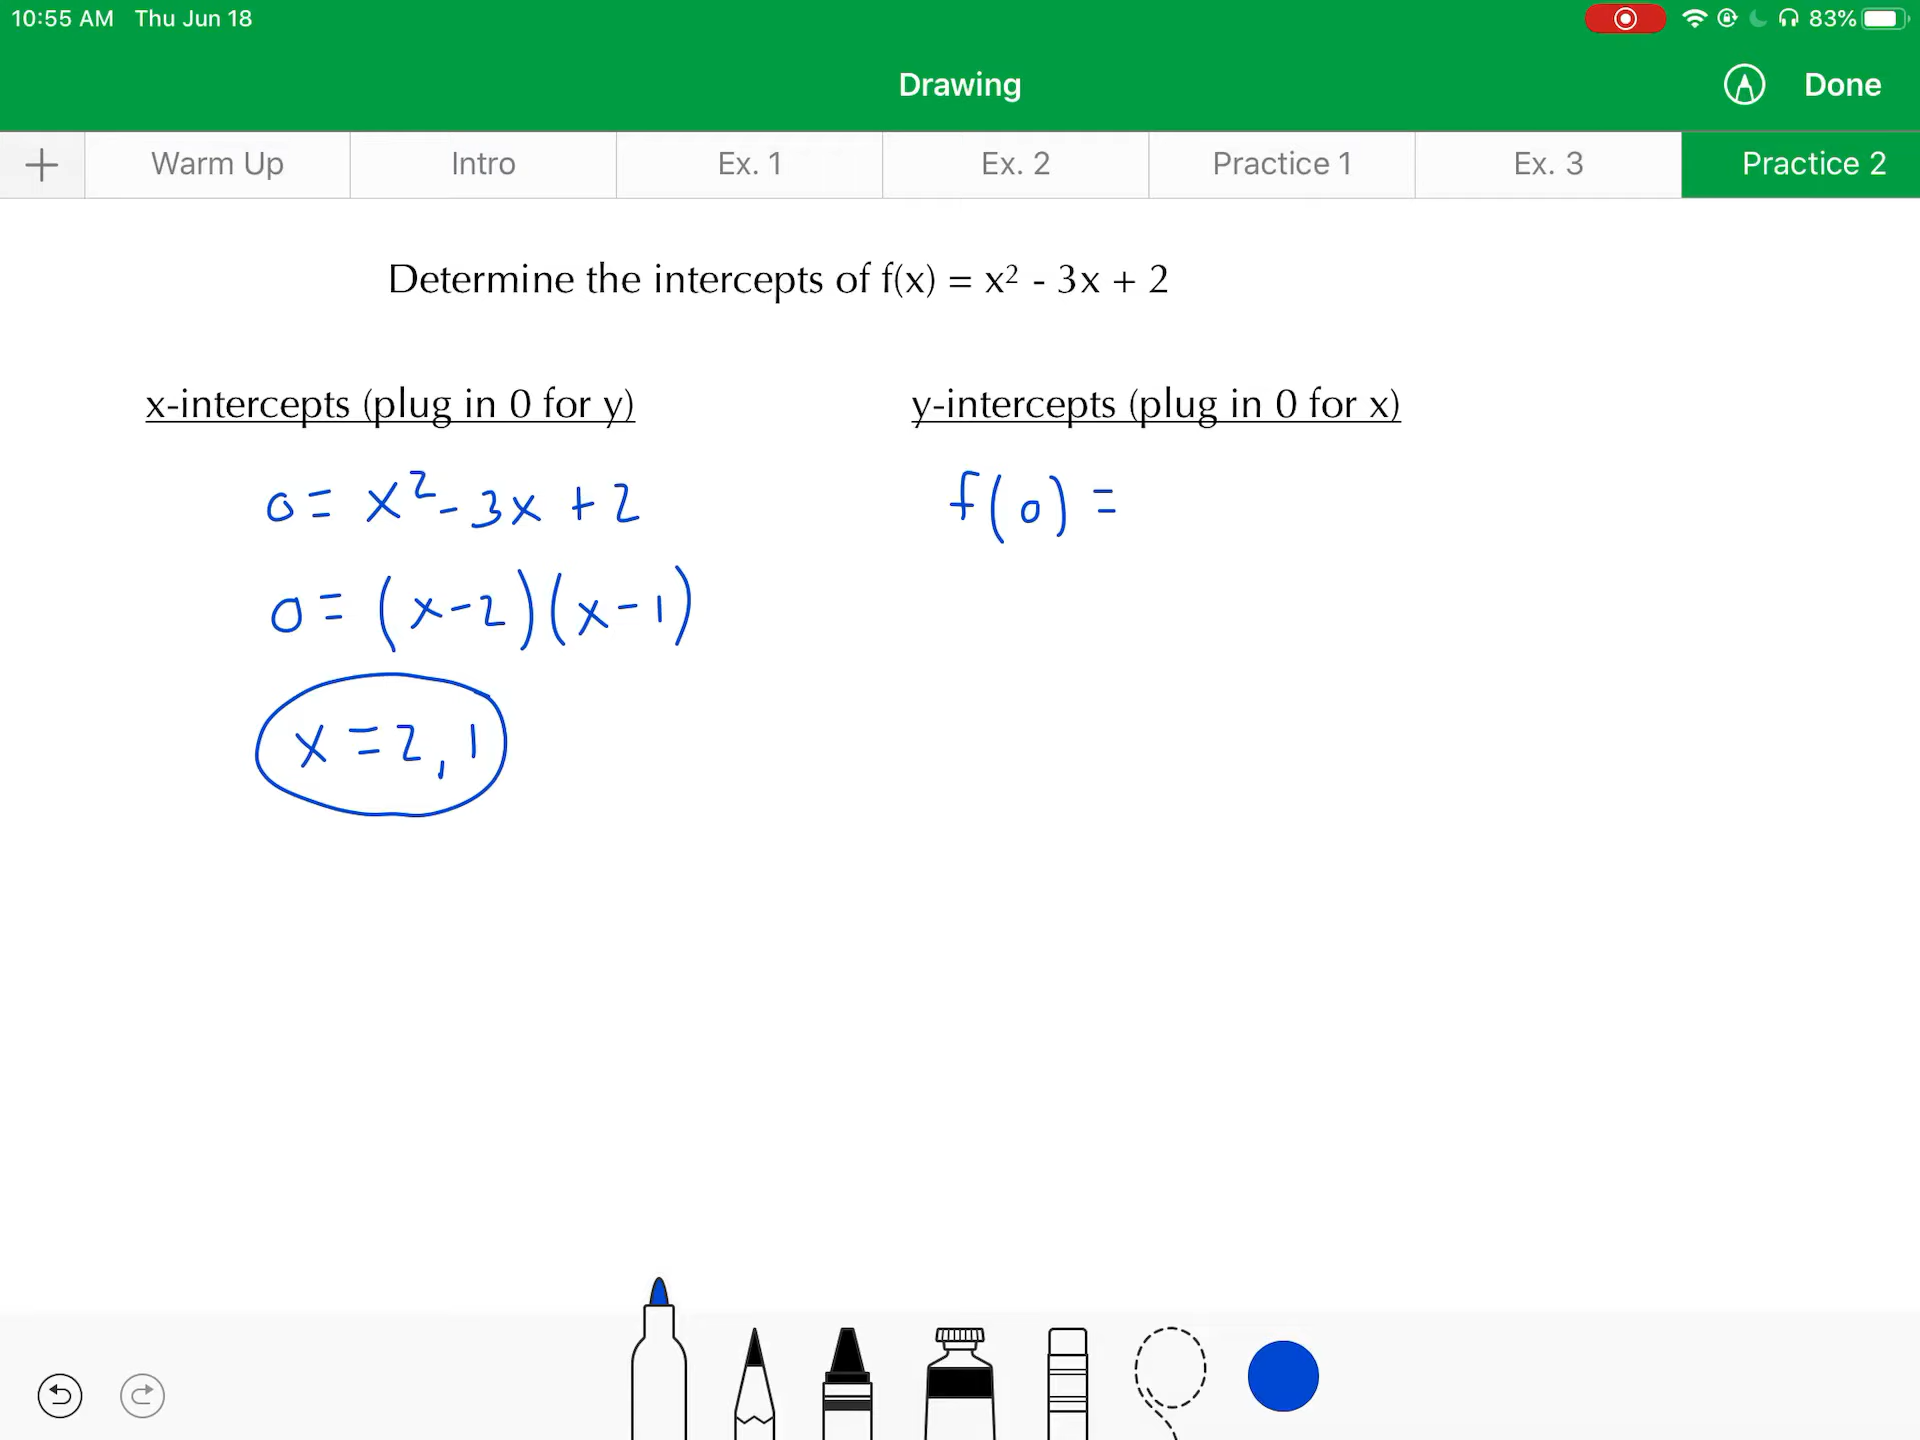 10:55 AM Thu Jun 18 83%
Drawing Done
Warm Up Intro Ex. 1 Ex. 2 Practice 1 Ex. 3 Practice 2
Determine the intercepts of f(x) = x² - 3x + 2
x-intercepts (plug in 0 for y)
0 = x² - 3x + 2
0 = (x-2)(x-1)
x = 2, 1
y-intercepts (plug in 0 for x)
f(0) =